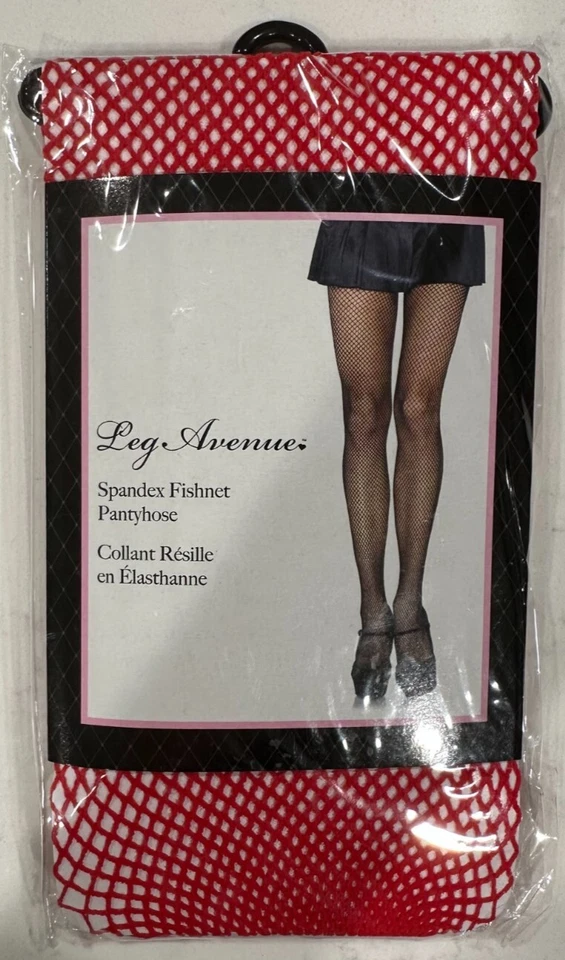 Leg Avenue
Spandex Fishnet
Pantyhose
Collant Résille
en Élasthanne